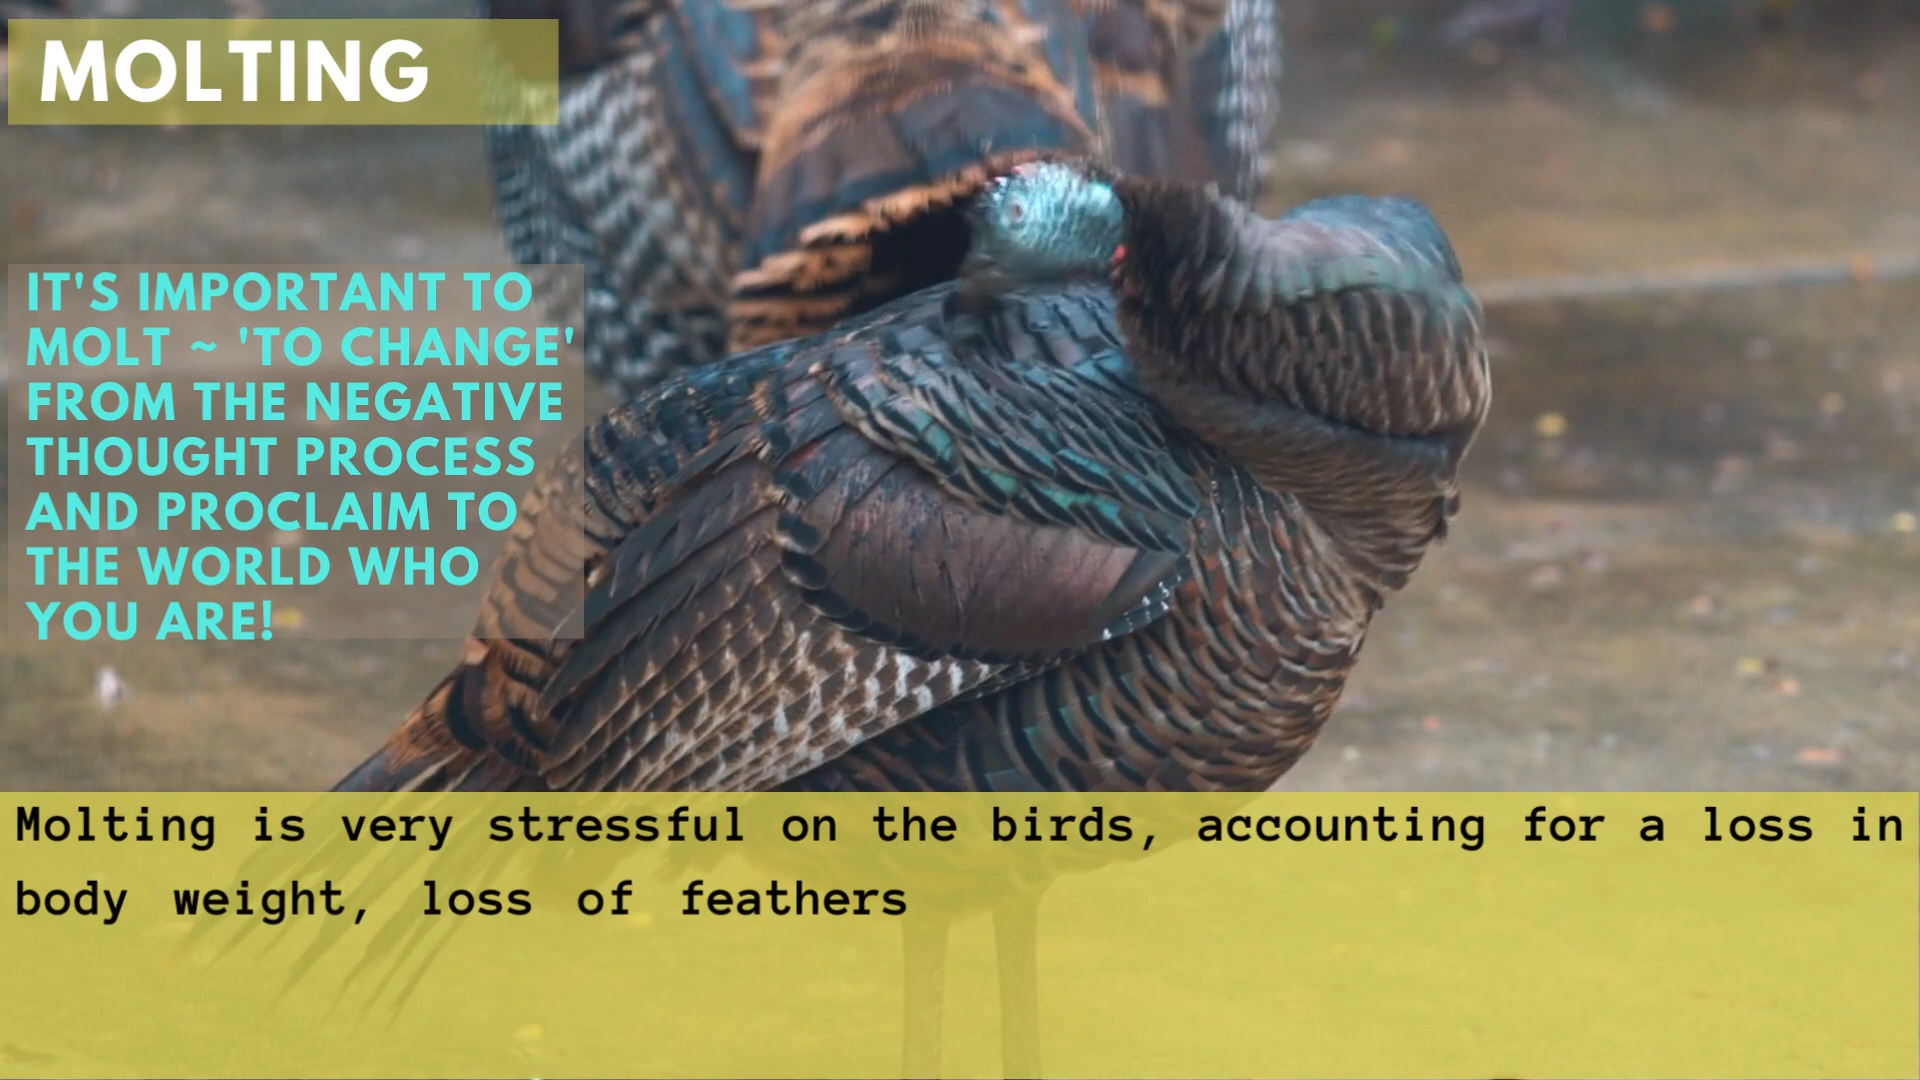 MOLTING
IT'S IMPORTANT TO
MOLT ~ 'TO CHANGE'
FROM THE NEGATIVE
THOUGHT PROCESS
AND PROCLAIM TO
THE WORLD WHO
YOU ARE!
Molting is very stressful on the birds, accounting for a loss in
body weight, loss of feathers